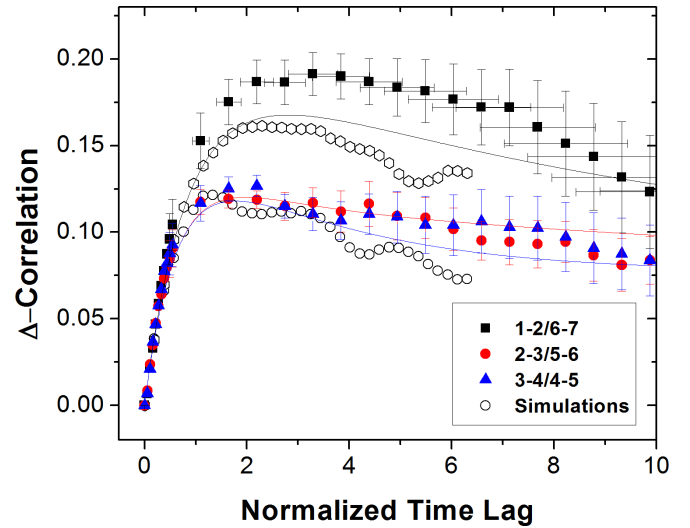 0.20
0.15
0.10
0.05
0.00
Δ-Correlation
0 2 4 6 8 10
Normalized Time Lag
1-2/6-7
2-3/5-6
3-4/4-5
Simulations